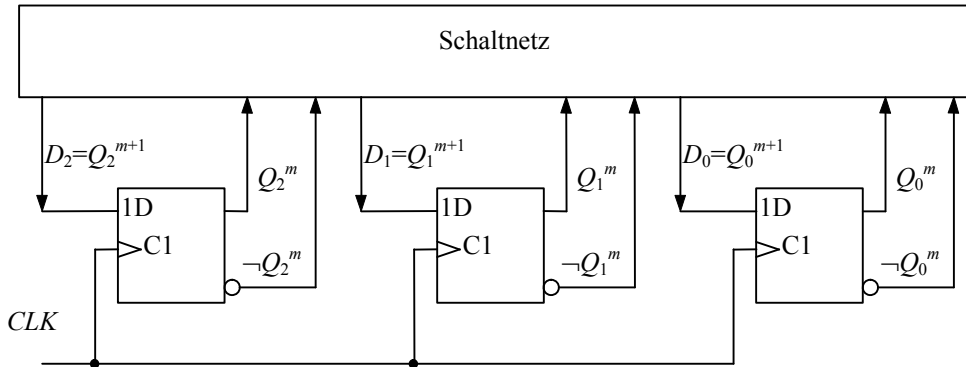 Schaltnetz
D₂=Q₂ᵐ⁺¹
Q₂ᵐ
D₁=Q₁ᵐ⁺¹
Q₁ᵐ
D₀=Q₀ᵐ⁺¹
Q₀ᵐ
1D
1D
1D
C1
C1
C1
¬Q₂ᵐ
¬Q₁ᵐ
¬Q₀ᵐ
CLK